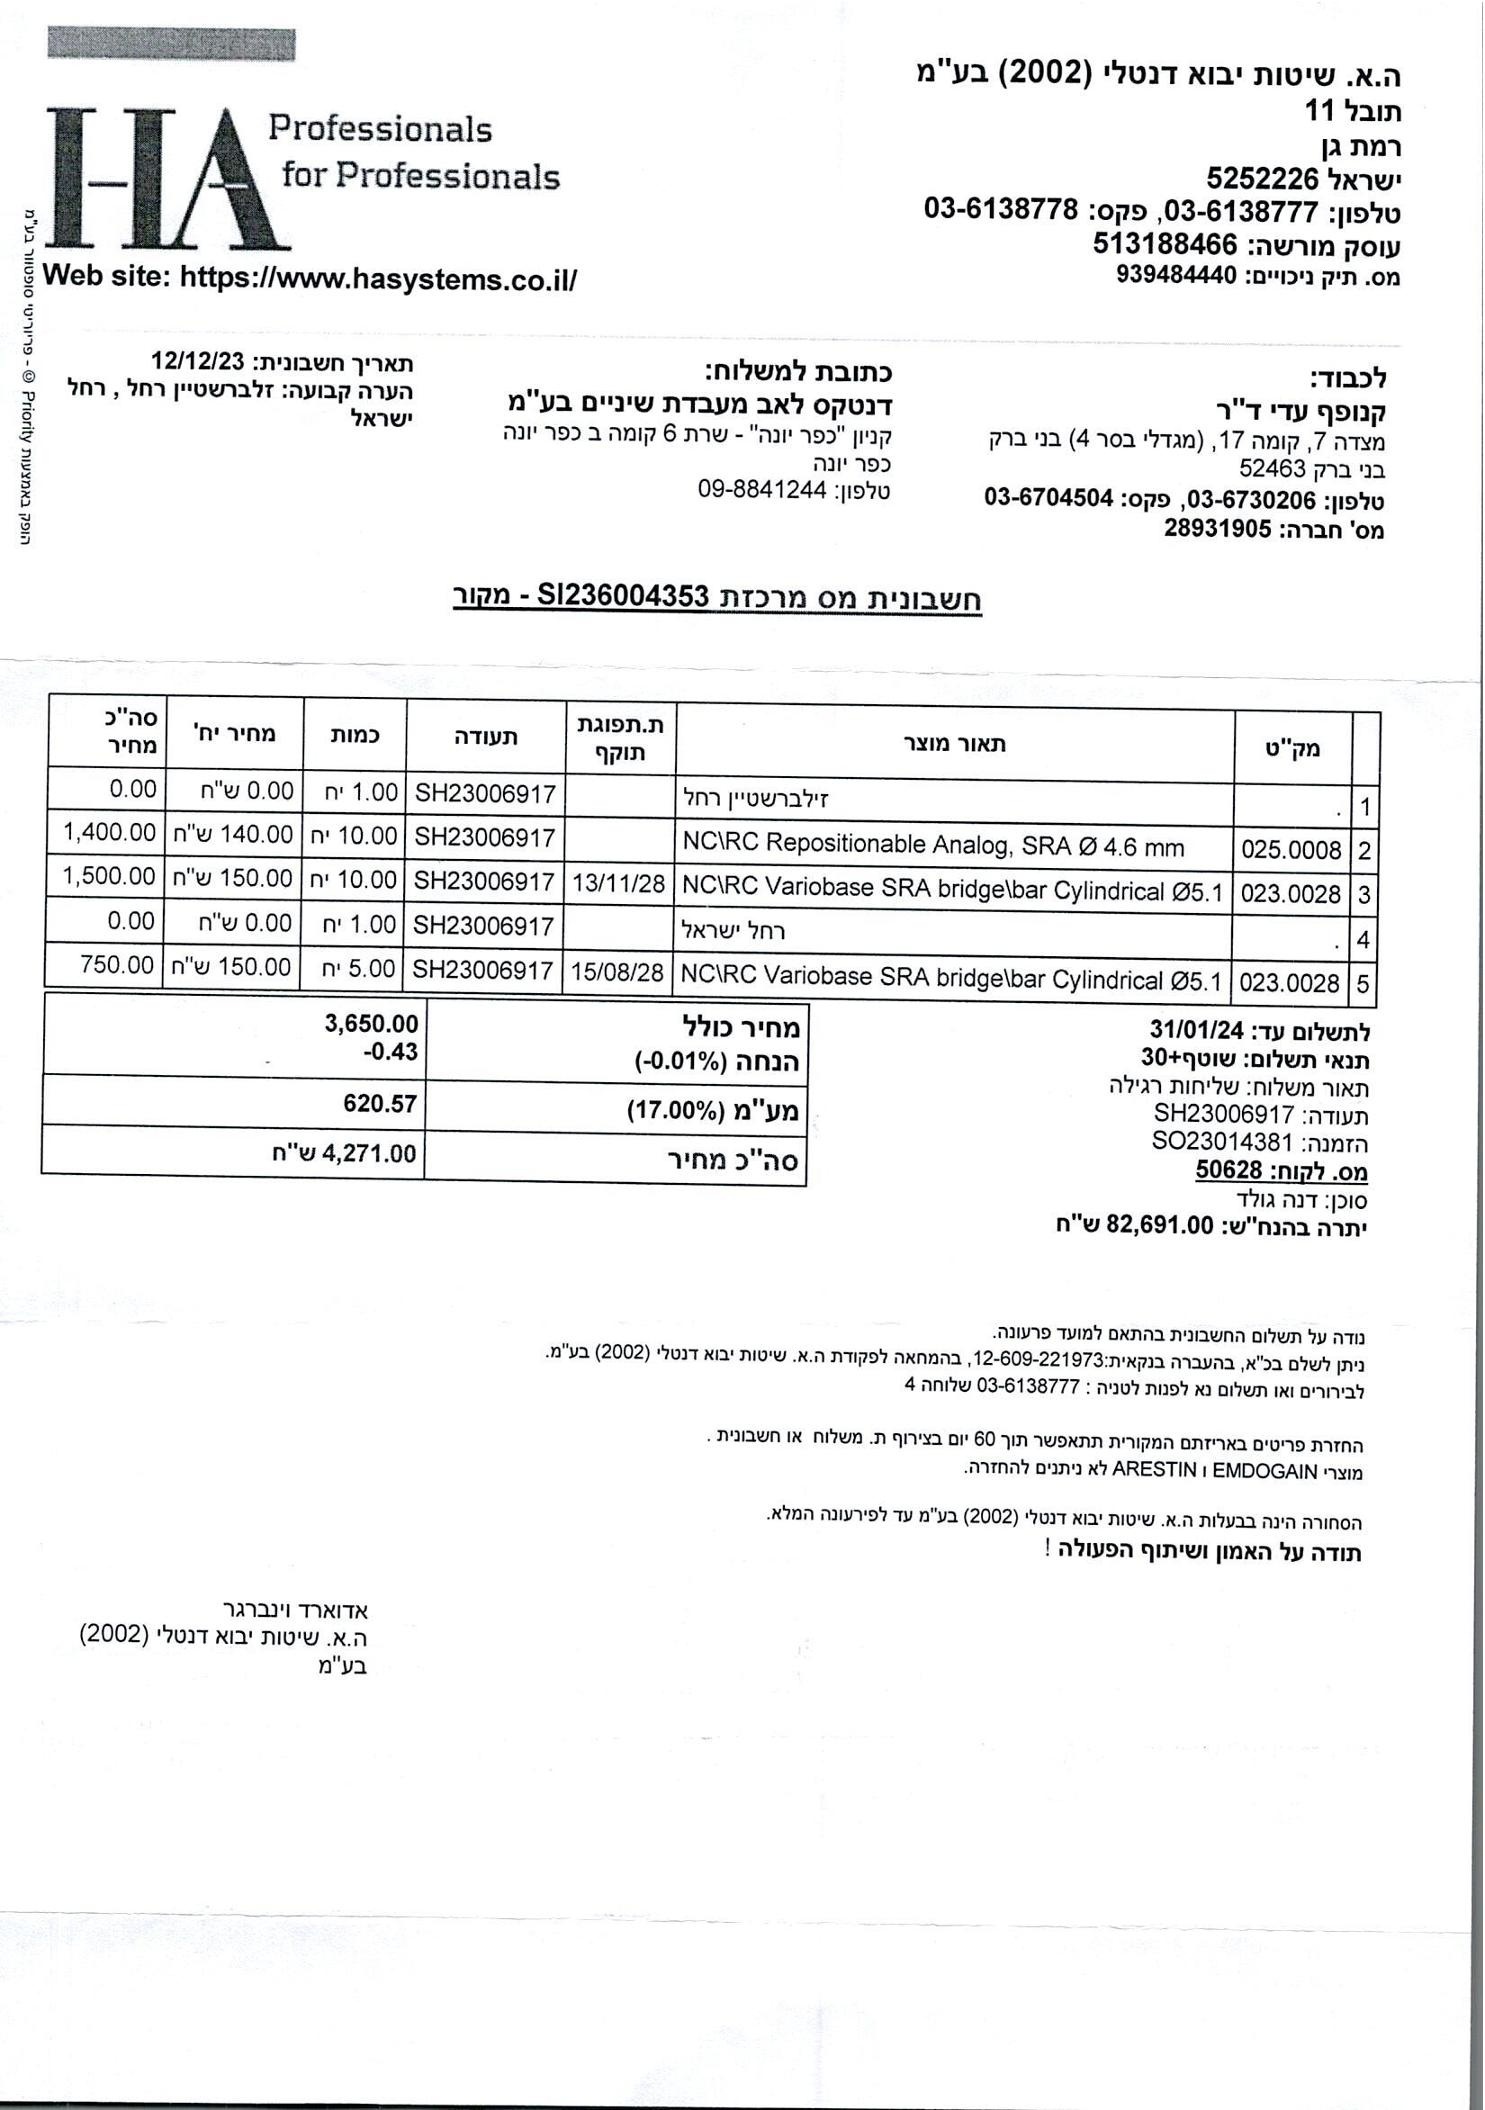 ה.א. שיטות יבוא דנטלי (2002) בע"מ
תובל 11
רמת גן
ישראל 5252226
טלפון: 03-6138777, פקס: 03-6138778
עוסק מורשה: 513188466
מס. תיק ניכויים: 939484440
HA
Professionals
for Professionals
Web site: https://www.hasystems.co.il/
הופק באמצעות Priority © - פריוריטי סופטוור בע"מ
לכבוד:
קנופף עדי ד"ר
מצדה 7, קומה 17, (מגדלי בסר 4) בני ברק
בני ברק 52463
טלפון: 03-6730206, פקס: 03-6704504
מס' חברה: 28931905
כתובת למשלוח:
דנטקס לאב מעבדת שיניים בע"מ
קניון "כפר יונה" - שרת 6 קומה ב כפר יונה
כפר יונה
טלפון: 09-8841244
תאריך חשבונית: 12/12/23
הערה קבועה: זלברשטיין רחל , רחל
ישראל
חשבונית מס מרכזת SI236004353 - מקור
מק"ט תאור מוצר ת.תפוגת תוקף תעודה כמות מחיר יח' סה"כ מחיר
1 . זילברשטיין רחל SH23006917 1.00 יח 0.00 ש"ח 0.00
2 025.0008 NC\RC Repositionable Analog, SRA Ø 4.6 mm SH23006917 10.00 יח 140.00 ש"ח 1,400.00
3 023.0028 NC\RC Variobase SRA bridge\bar Cylindrical Ø5.1 13/11/28 SH23006917 10.00 יח 150.00 ש"ח 1,500.00
4 . רחל ישראל SH23006917 1.00 יח 0.00 ש"ח 0.00
5 023.0028 NC\RC Variobase SRA bridge\bar Cylindrical Ø5.1 15/08/28 SH23006917 5.00 יח 150.00 ש"ח 750.00
מחיר כולל 3,650.00
הנחה (-0.01%) -0.43
מע"מ (17.00%) 620.57
סה"כ מחיר 4,271.00 ש"ח
לתשלום עד: 31/01/24
תנאי תשלום: שוטף+30
תאור משלוח: שליחות רגילה
תעודה: SH23006917
הזמנה: SO23014381
מס. לקוח: 50628
סוכן: דנה גולד
יתרה בהנח"ש: 82,691.00 ש"ח
נודה על תשלום החשבונית בהתאם למועד פרעונה.
ניתן לשלם בכ"א, בהעברה בנקאית:12-609-221973, בהמחאה לפקודת ה.א. שיטות יבוא דנטלי (2002) בע"מ.
לבירורים ואו תשלום נא לפנות לטניה : 03-6138777 שלוחה 4
החזרת פריטים באריזתם המקורית תתאפשר תוך 60 יום בצירוף ת. משלוח או חשבונית .
מוצרי EMDOGAIN ו ARESTIN לא ניתנים להחזרה.
הסחורה הינה בבעלות ה.א. שיטות יבוא דנטלי (2002) בע"מ עד לפירעונה המלא.
תודה על האמון ושיתוף הפעולה !
אדוארד וינברגר
ה.א. שיטות יבוא דנטלי (2002)
בע"מ